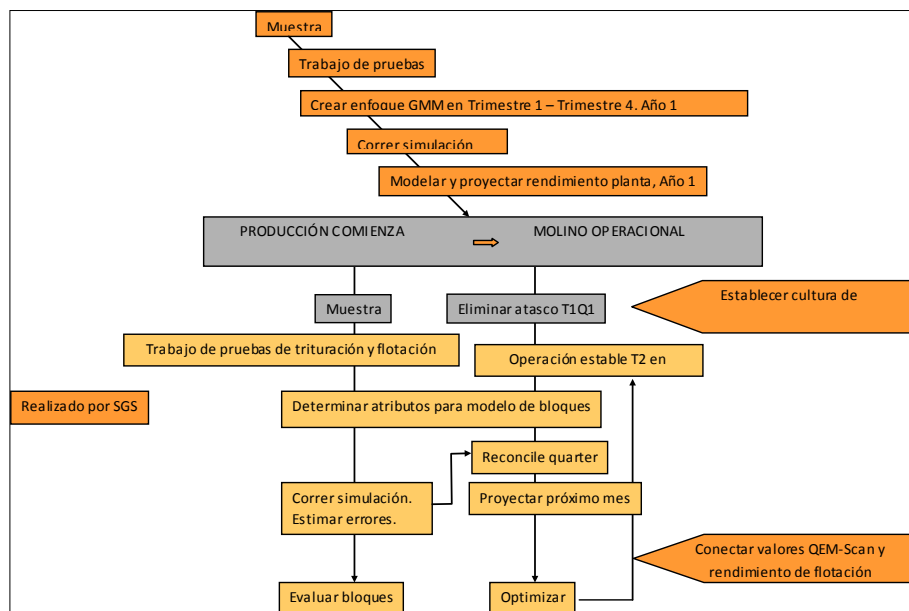 Muestra
Trabajo de pruebas
Crear enfoque GMM en Trimestre 1 – Trimestre 4. Año 1
Correr simulación
Modelar y proyectar rendimiento planta, Año 1
PRODUCCIÓN COMIENZA
MOLINO OPERACIONAL
Establecer cultura de
Muestra
Eliminar atasco T1Q1
Trabajo de pruebas de trituración y flotación
Operación estable T2 en
Realizado por SGS
Determinar atributos para modelo de bloques
Reconcile quarter
Correr simulación.
Estimar errores.
Proyectar próximo mes
Conectar valores QEM-Scan y
rendimiento de flotación
Evaluar bloques
Optimizar